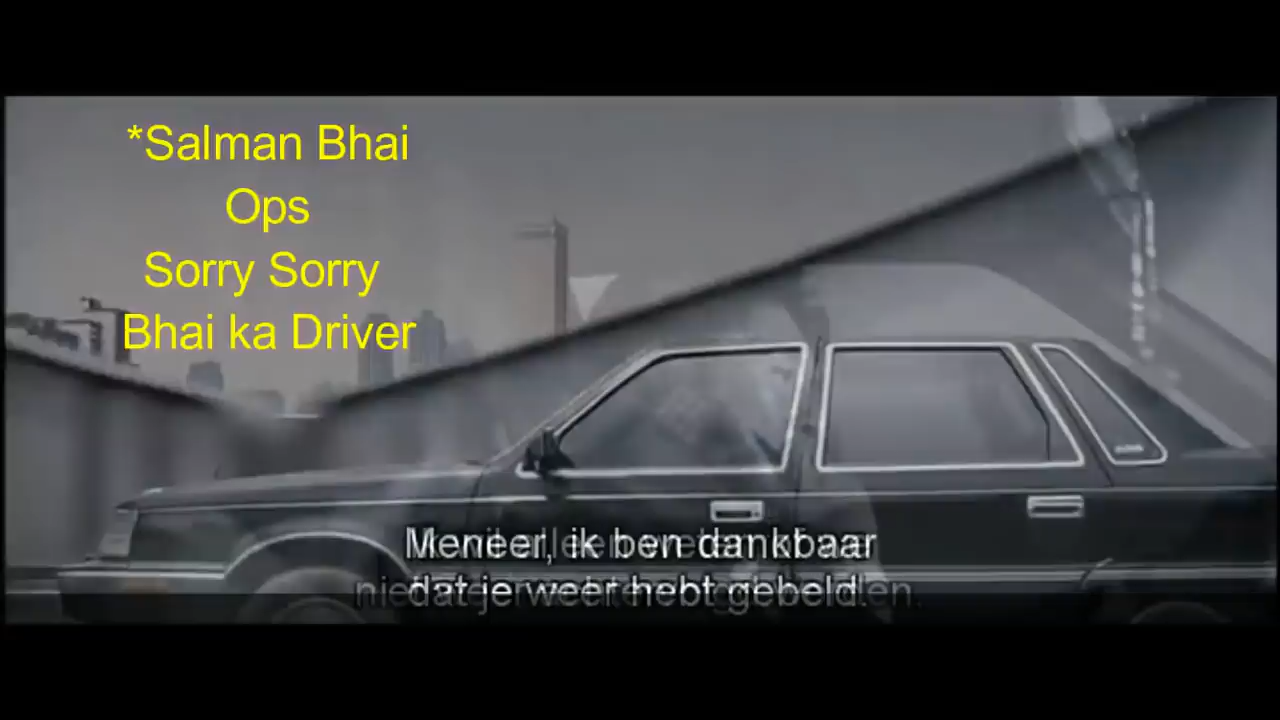 *Salman Bhai
Ops
Sorry Sorry
Bhai ka Driver
Meneer, ik ben dankbaar
dat je weer hebt gebeld.